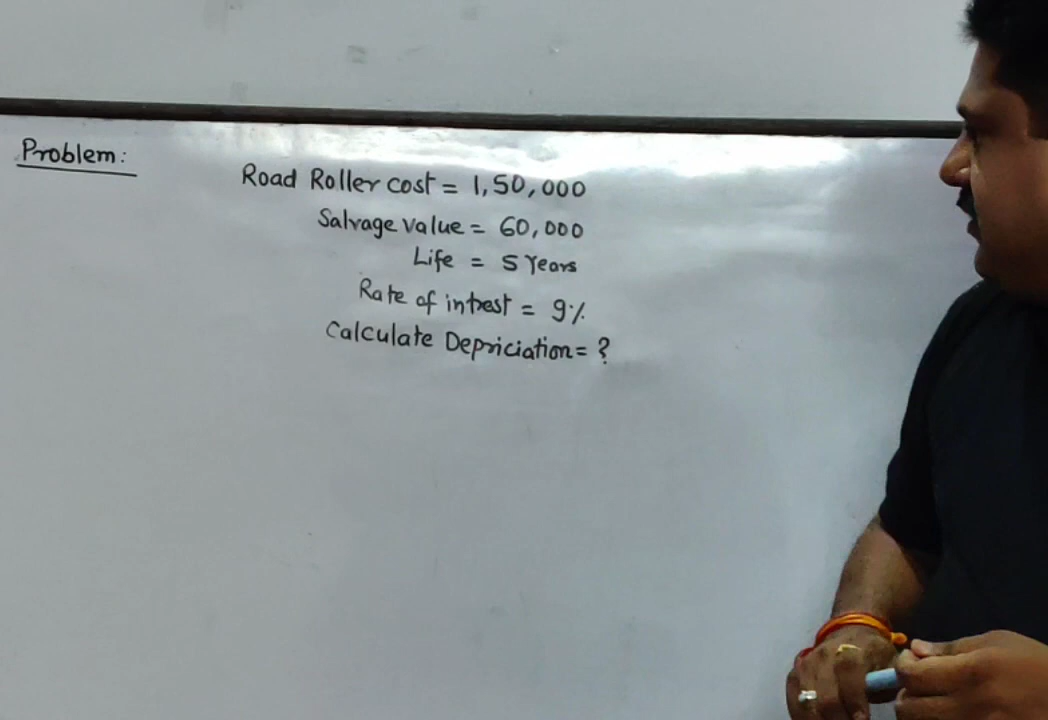 Problem:
Road Roller cost = 1,50,000
Salvage value = 60,000
Life = 5 Years
Rate of intrest = 9%
Calculate Depriciation = ?